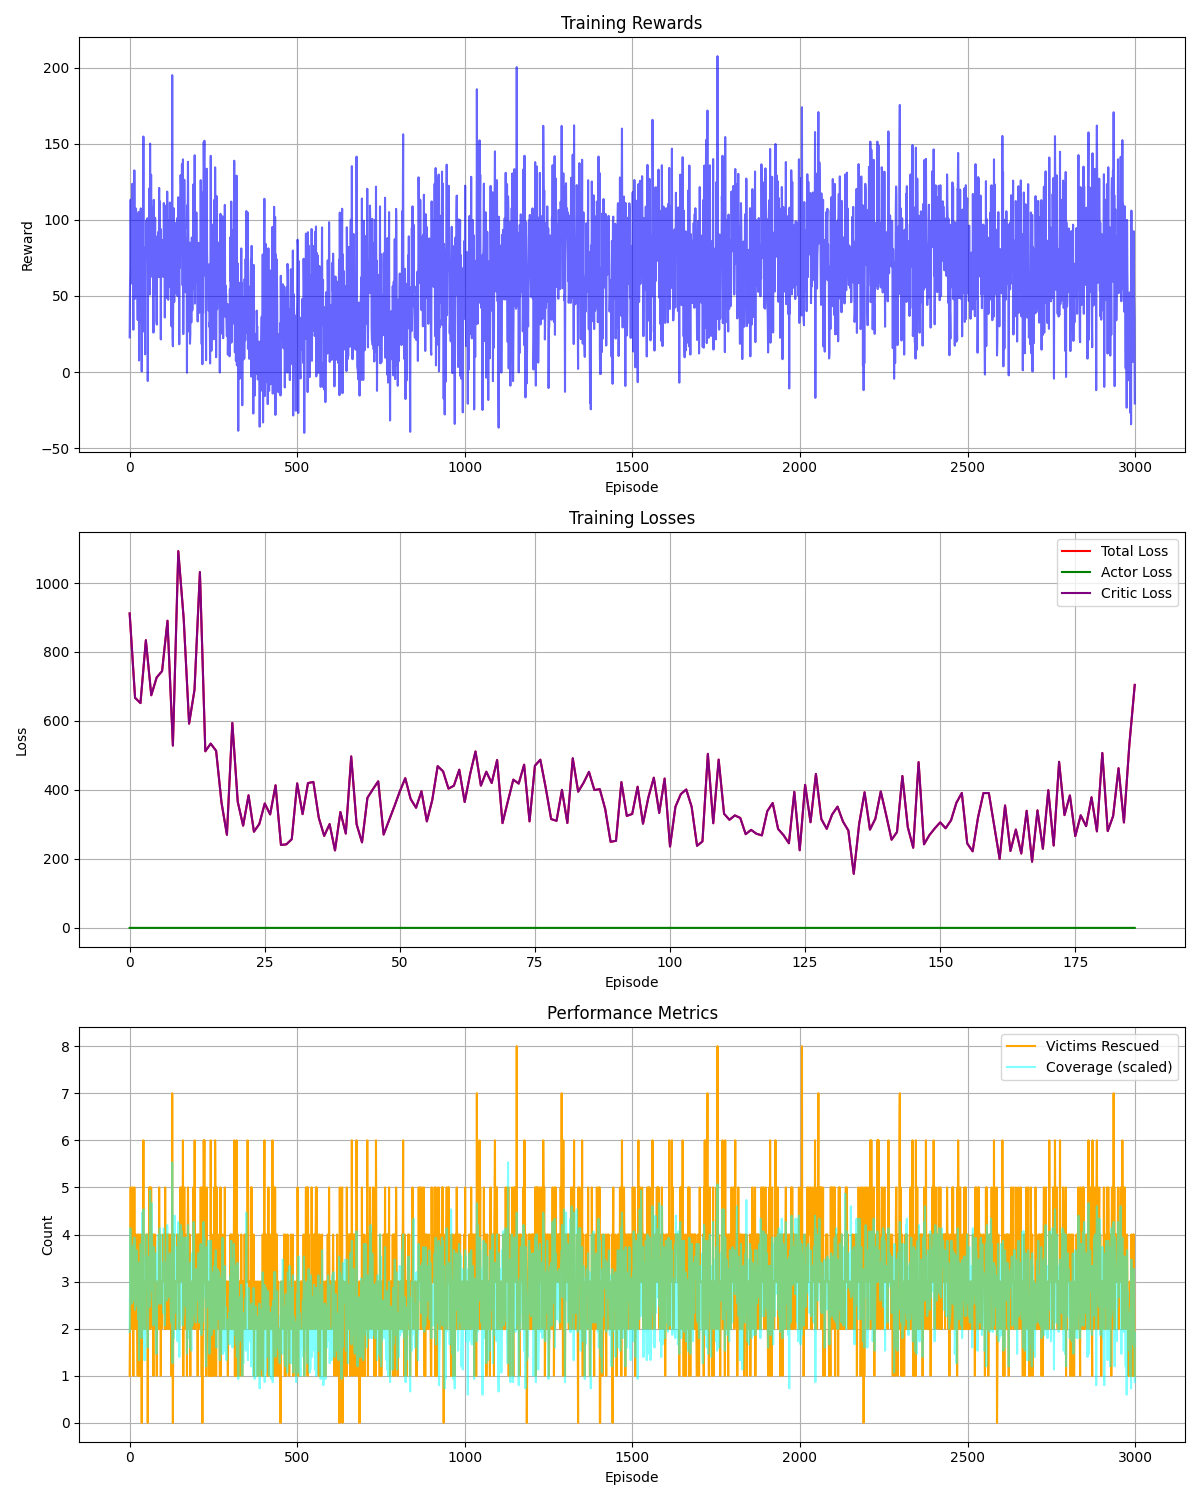 Training Rewards
200
150
100
50
0
−50
Reward
0 500 1000 1500 2000 2500 3000
Episode
Training Losses
Total Loss
Actor Loss
Critic Loss
1000
800
600
400
200
0
Loss
0 25 50 75 100 125 150 175
Episode
Performance Metrics
Victims Rescued
Coverage (scaled)
8
7
6
5
4
3
2
1
0
Count
0 500 1000 1500 2000 2500 3000
Episode